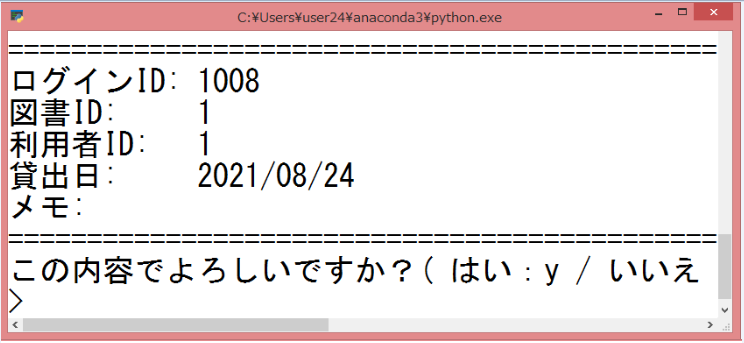 C:¥Users¥user24¥anaconda3¥python.exe
==============================================
ログインID: 1008
図書ID: 1
利用者ID: 1
貸出日: 2021/08/24
メモ:
==============================================
この内容でよろしいですか？( はい：y / いいえ
>